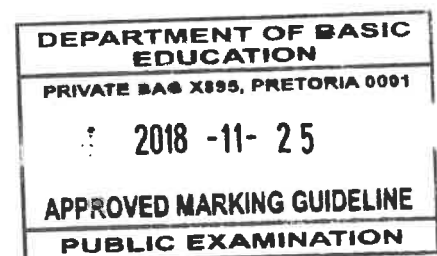 DEPARTMENT OF BASIC
EDUCATION
PRIVATE BAG X895, PRETORIA 0001
2018 -11- 25
APPROVED MARKING GUIDELINE
PUBLIC EXAMINATION